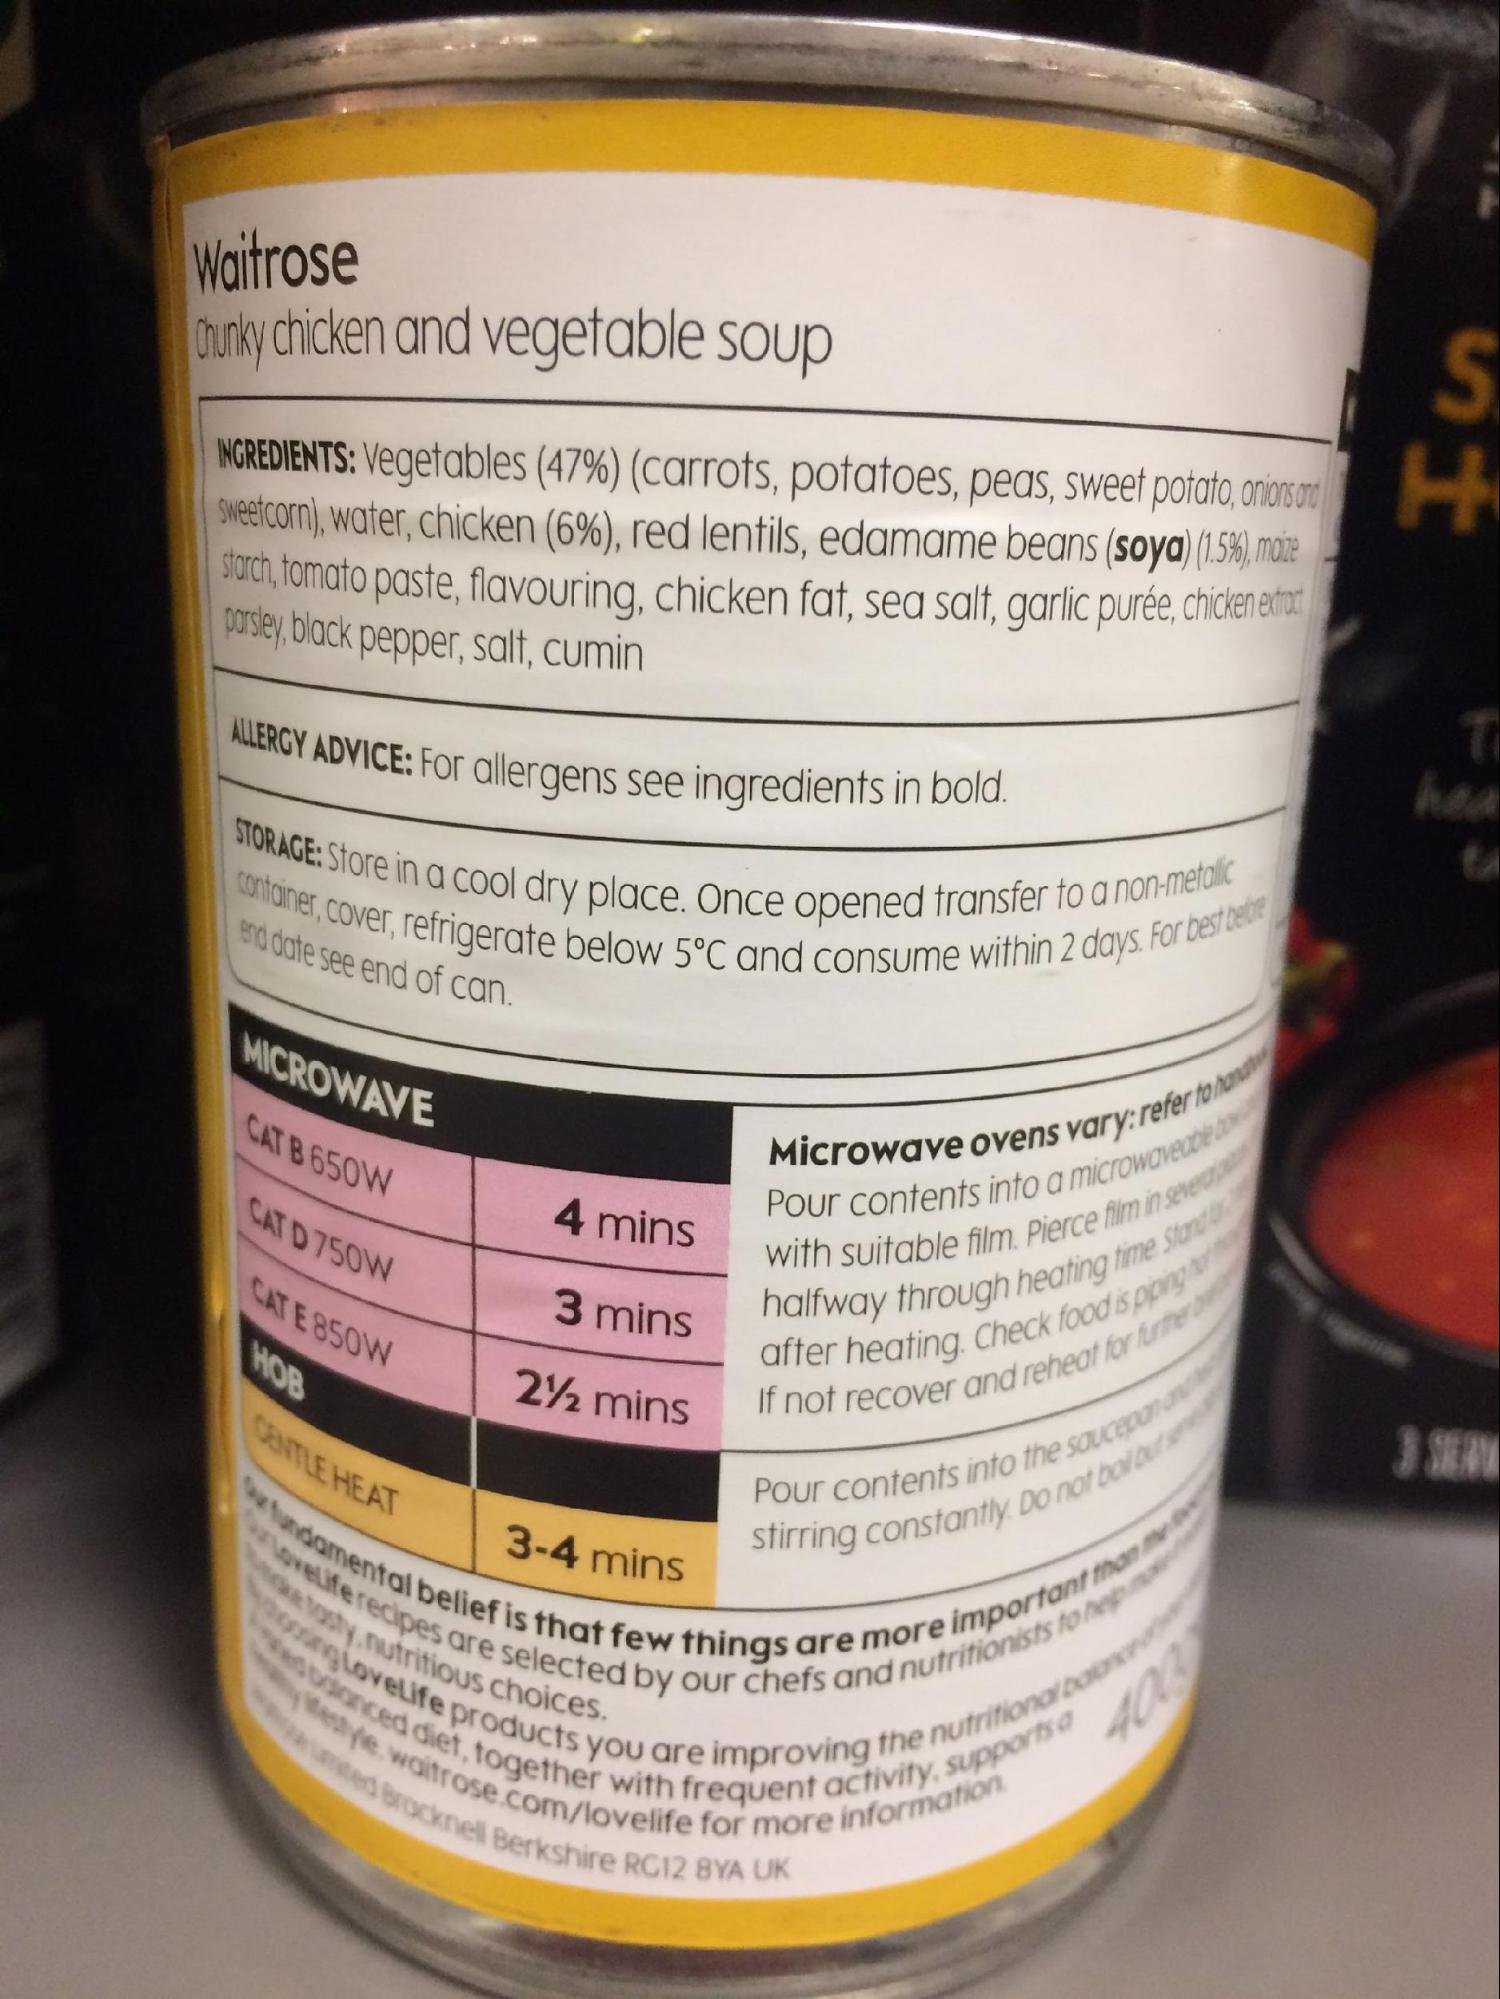 Waitrose
Chunky chicken and vegetable soup
INGREDIENTS: Vegetables (47%) (carrots, potatoes, peas, sweet potato, onions and
sweetcorn), water, chicken (6%), red lentils, edamame beans (soya) (1.5%), maize
starch, tomato paste, flavouring, chicken fat, sea salt, garlic purée, chicken extract
parsley, black pepper, salt, cumin
ALLERGY ADVICE: For allergens see ingredients in bold.
STORAGE: Store in a cool dry place. Once opened transfer to a non-metallic
container, cover, refrigerate below 5°C and consume within 2 days. For best before
end date see end of can.
MICROWAVE
CAT B 650W 4 mins
CAT D 750W 3 mins
CAT E 850W 2½ mins
Microwave ovens vary: refer to
Pour contents into a microwaveable
with suitable film. Pierce film in several
halfway through heating time. Stand
after heating. Check food is piping hot
If not recover and reheat for further
HOB
GENTLE HEAT 3-4 mins
Pour contents into the saucepan and
stirring constantly. Do not boil but
Our fundamental belief is that few things are more important than the
Our LoveLife recipes are selected by our chefs and nutritionists to help
tasty, nutritious choices.
By choosing LoveLife products you are improving the nutritional balance of
balanced diet, together with frequent activity, supports a
healthy lifestyle. waitrose.com/lovelife for more information.
Limited Bracknell Berkshire RG12 8YA UK
400g
3